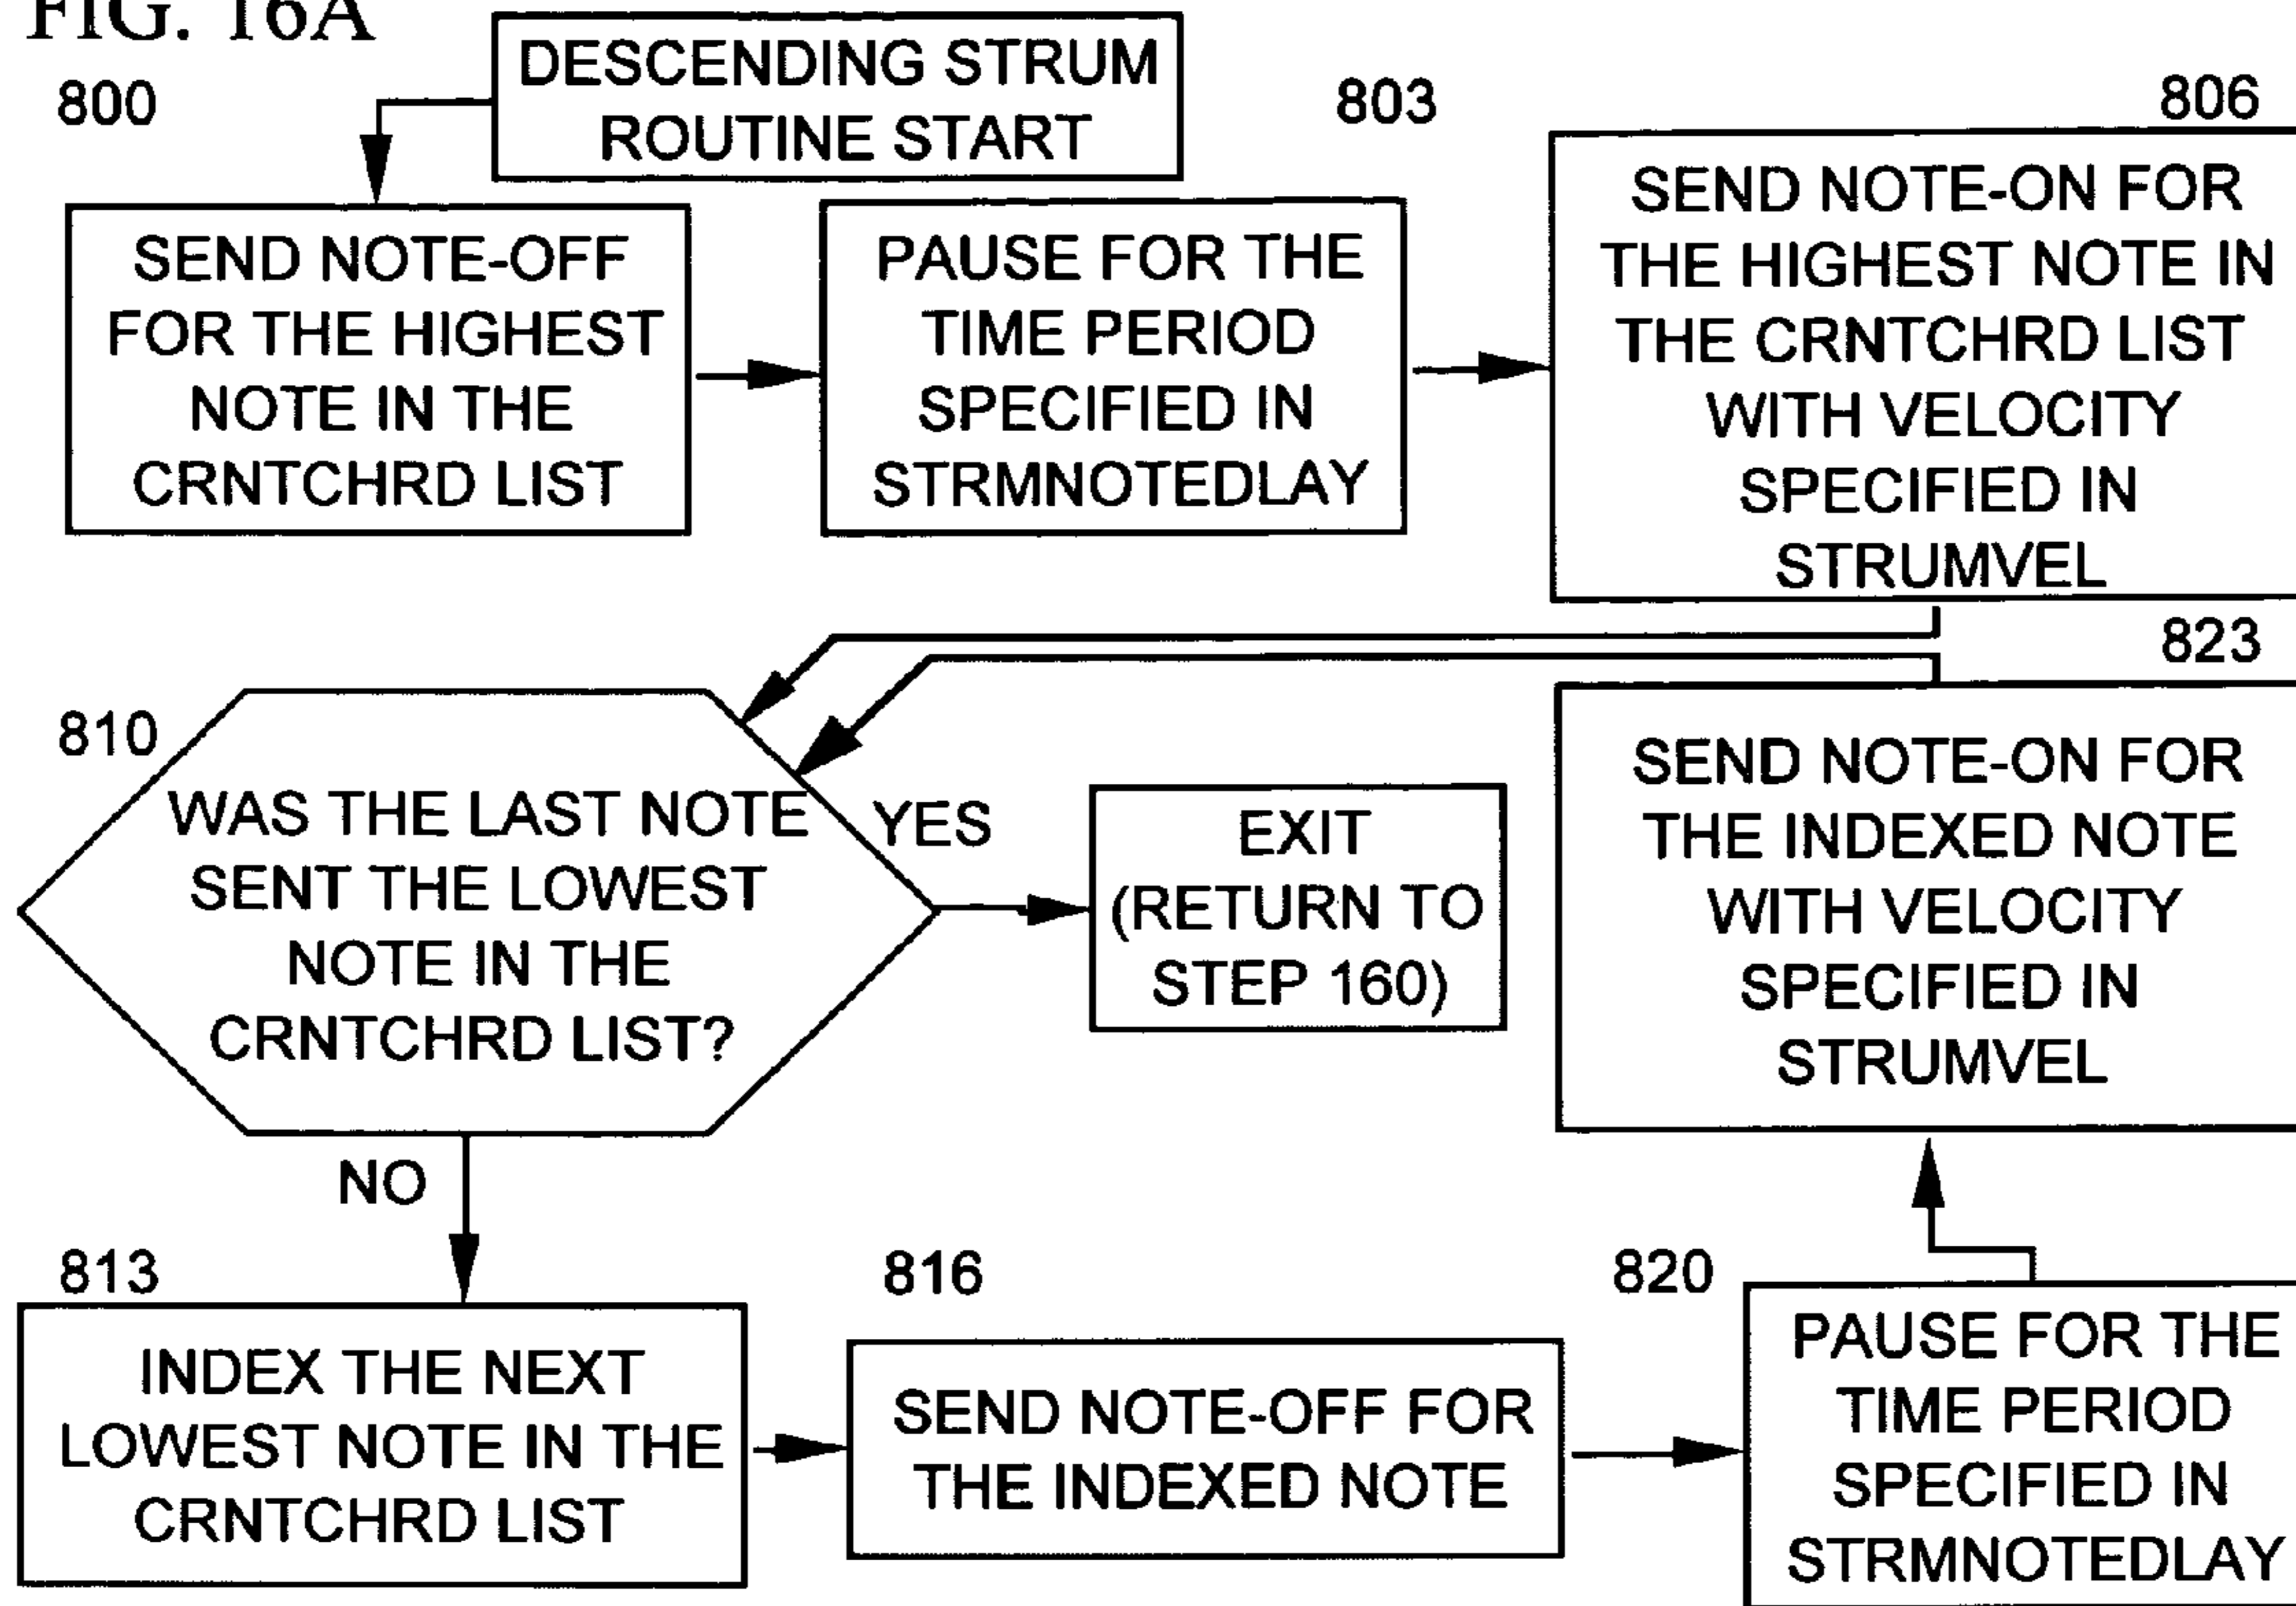 FIG. 16A
DESCENDING STRUM
ROUTINE START
800
SEND NOTE-OFF
FOR THE HIGHEST
NOTE IN THE
CRNTCHRD LIST
803
PAUSE FOR THE
TIME PERIOD
SPECIFIED IN
STRMNOTEDLAY
806
SEND NOTE-ON FOR
THE HIGHEST NOTE IN
THE CRNTCHRD LIST
WITH VELOCITY
SPECIFIED IN
STRUMVEL
810
WAS THE LAST NOTE
SENT THE LOWEST
NOTE IN THE
CRNTCHRD LIST?
YES
EXIT
(RETURN TO
STEP 160)
NO
813
INDEX THE NEXT
LOWEST NOTE IN THE
CRNTCHRD LIST
816
SEND NOTE-OFF FOR
THE INDEXED NOTE
820
PAUSE FOR THE
TIME PERIOD
SPECIFIED IN
STRMNOTEDLAY
823
SEND NOTE-ON FOR
THE INDEXED NOTE
WITH VELOCITY
SPECIFIED IN
STRUMVEL